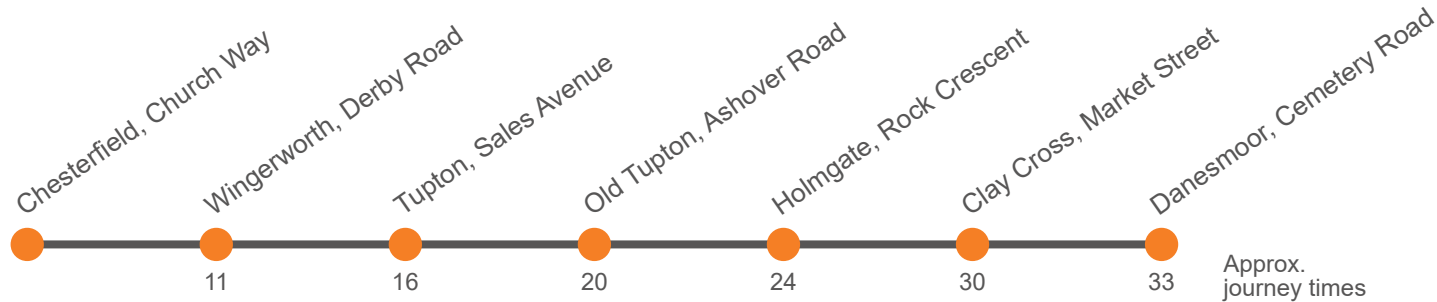 Chesterfield, Church Way
Wingerworth, Derby Road
Tupton, Sales Avenue
Old Tupton, Ashover Road
Holmgate, Rock Crescent
Clay Cross, Market Street
Danesmoor, Cemetery Road
11
16
20
24
30
33
Approx.
journey times